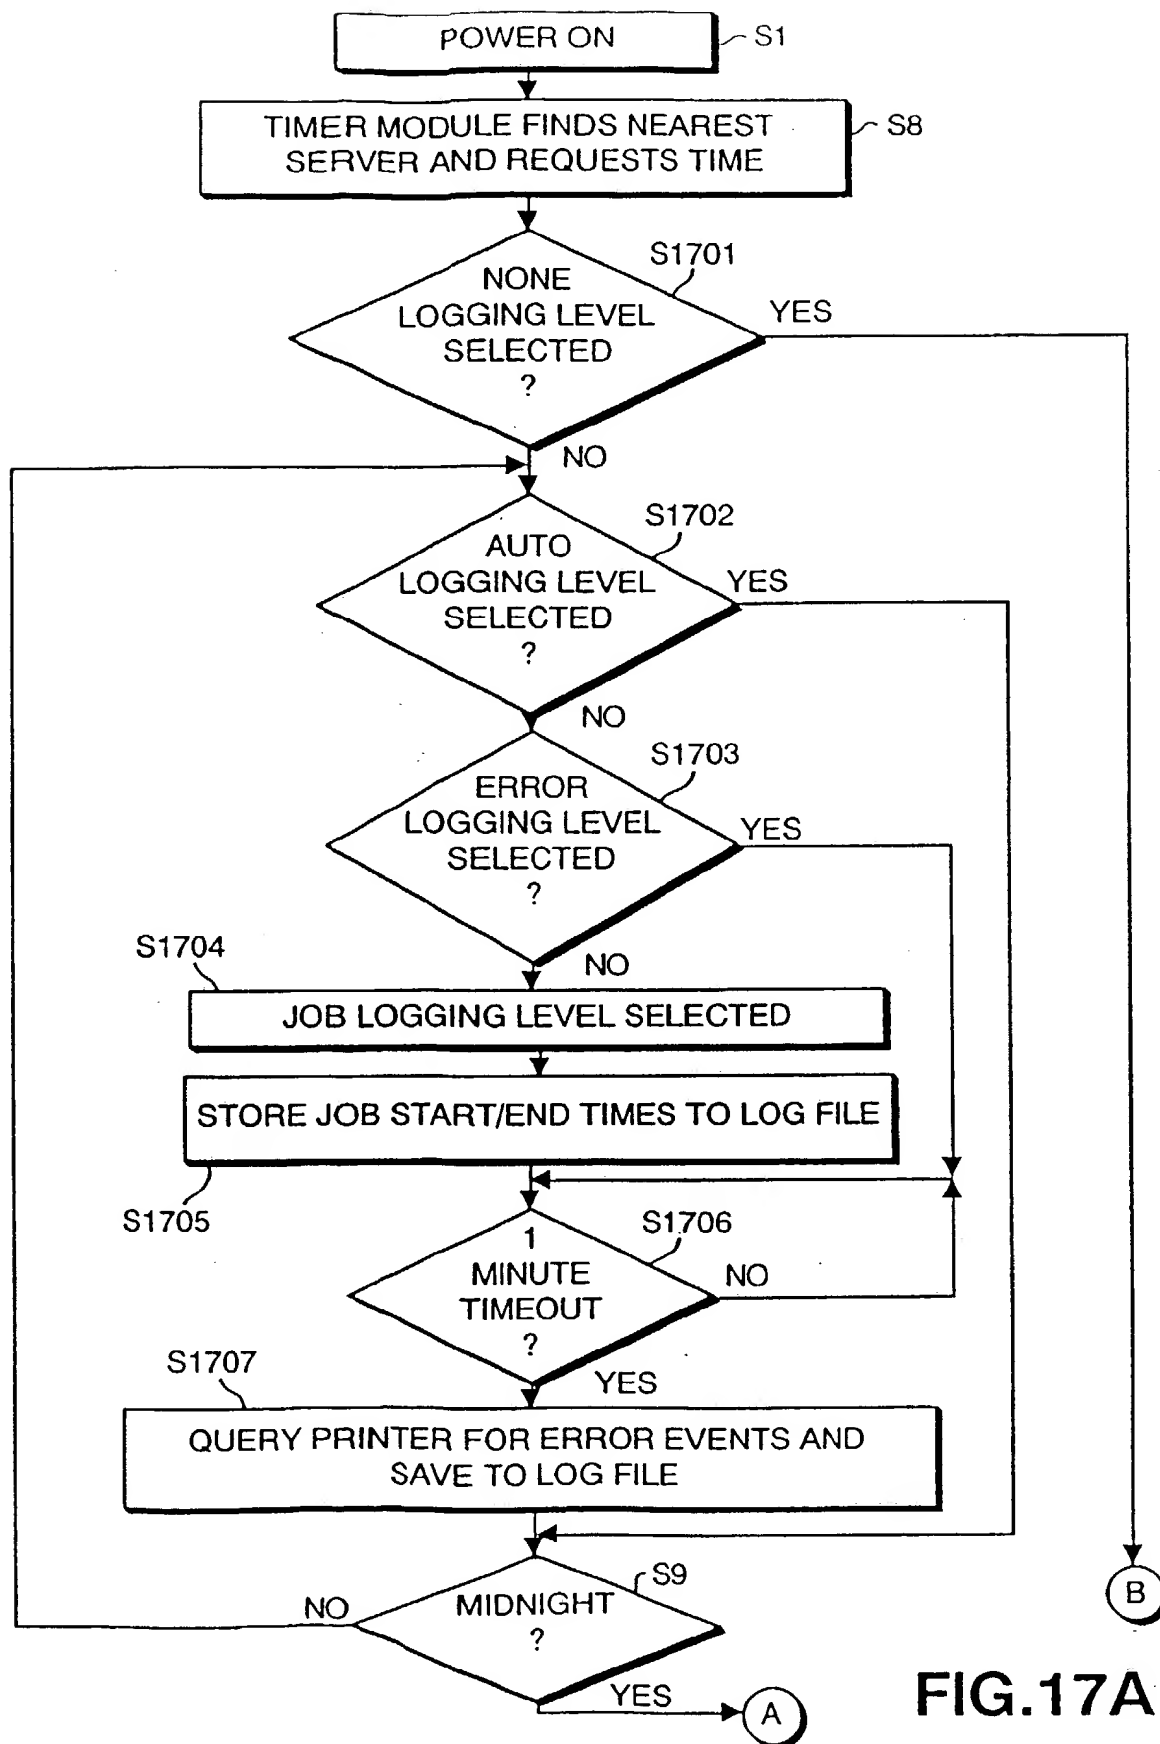 POWER ON
S1
TIMER MODULE FINDS NEAREST
SERVER AND REQUESTS TIME
S8
S1701
NONE
LOGGING LEVEL
SELECTED
?
YES
NO
S1702
AUTO
LOGGING LEVEL
SELECTED
?
YES
NO
S1703
ERROR
LOGGING LEVEL
SELECTED
?
YES
NO
S1704
JOB LOGGING LEVEL SELECTED
STORE JOB START/END TIMES TO LOG FILE
S1705
S1706
1
MINUTE
TIMEOUT
?
NO
YES
S1707
QUERY PRINTER FOR ERROR EVENTS AND
SAVE TO LOG FILE
S9
MIDNIGHT
?
NO
YES
A
B
FIG.17A